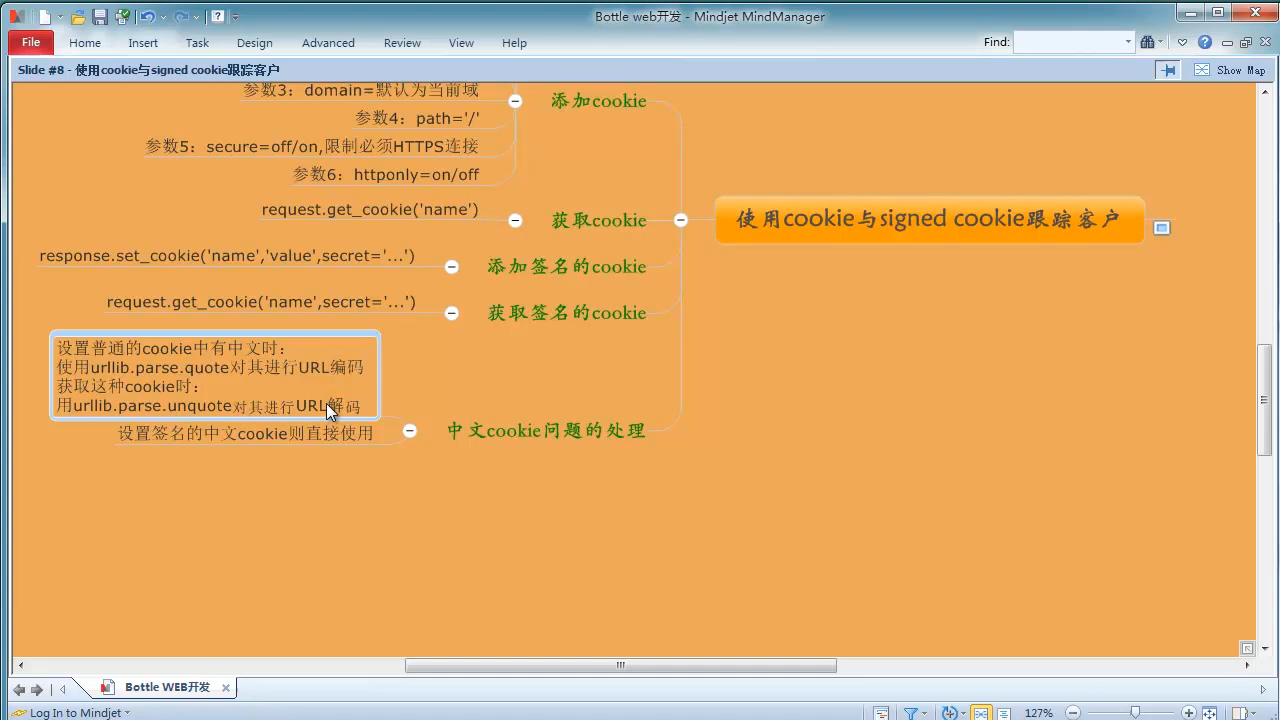 Bottle web开发 - Mindjet MindManager
File Home Insert Task Design Advanced Review View Help Find:
Slide #8 - 使用cookie与signed cookie跟踪客户 Show Map
参数3：domain=默认为当前域
添加cookie
参数4：path='/'
参数5：secure=off/on,限制必须HTTPS连接
参数6：httponly=on/off
request.get_cookie('name')
获取cookie
使用cookie与signed cookie跟踪客户
response.set_cookie('name','value',secret='...')
添加签名的cookie
request.get_cookie('name',secret='...')
获取签名的cookie
设置普通的cookie中有中文时：
使用urllib.parse.quote对其进行URL编码
获取这种cookie时：
用urllib.parse.unquote对其进行URL解码
设置签名的中文cookie则直接使用
中文cookie问题的处理
Bottle WEB开发
Log In to Mindjet 127%